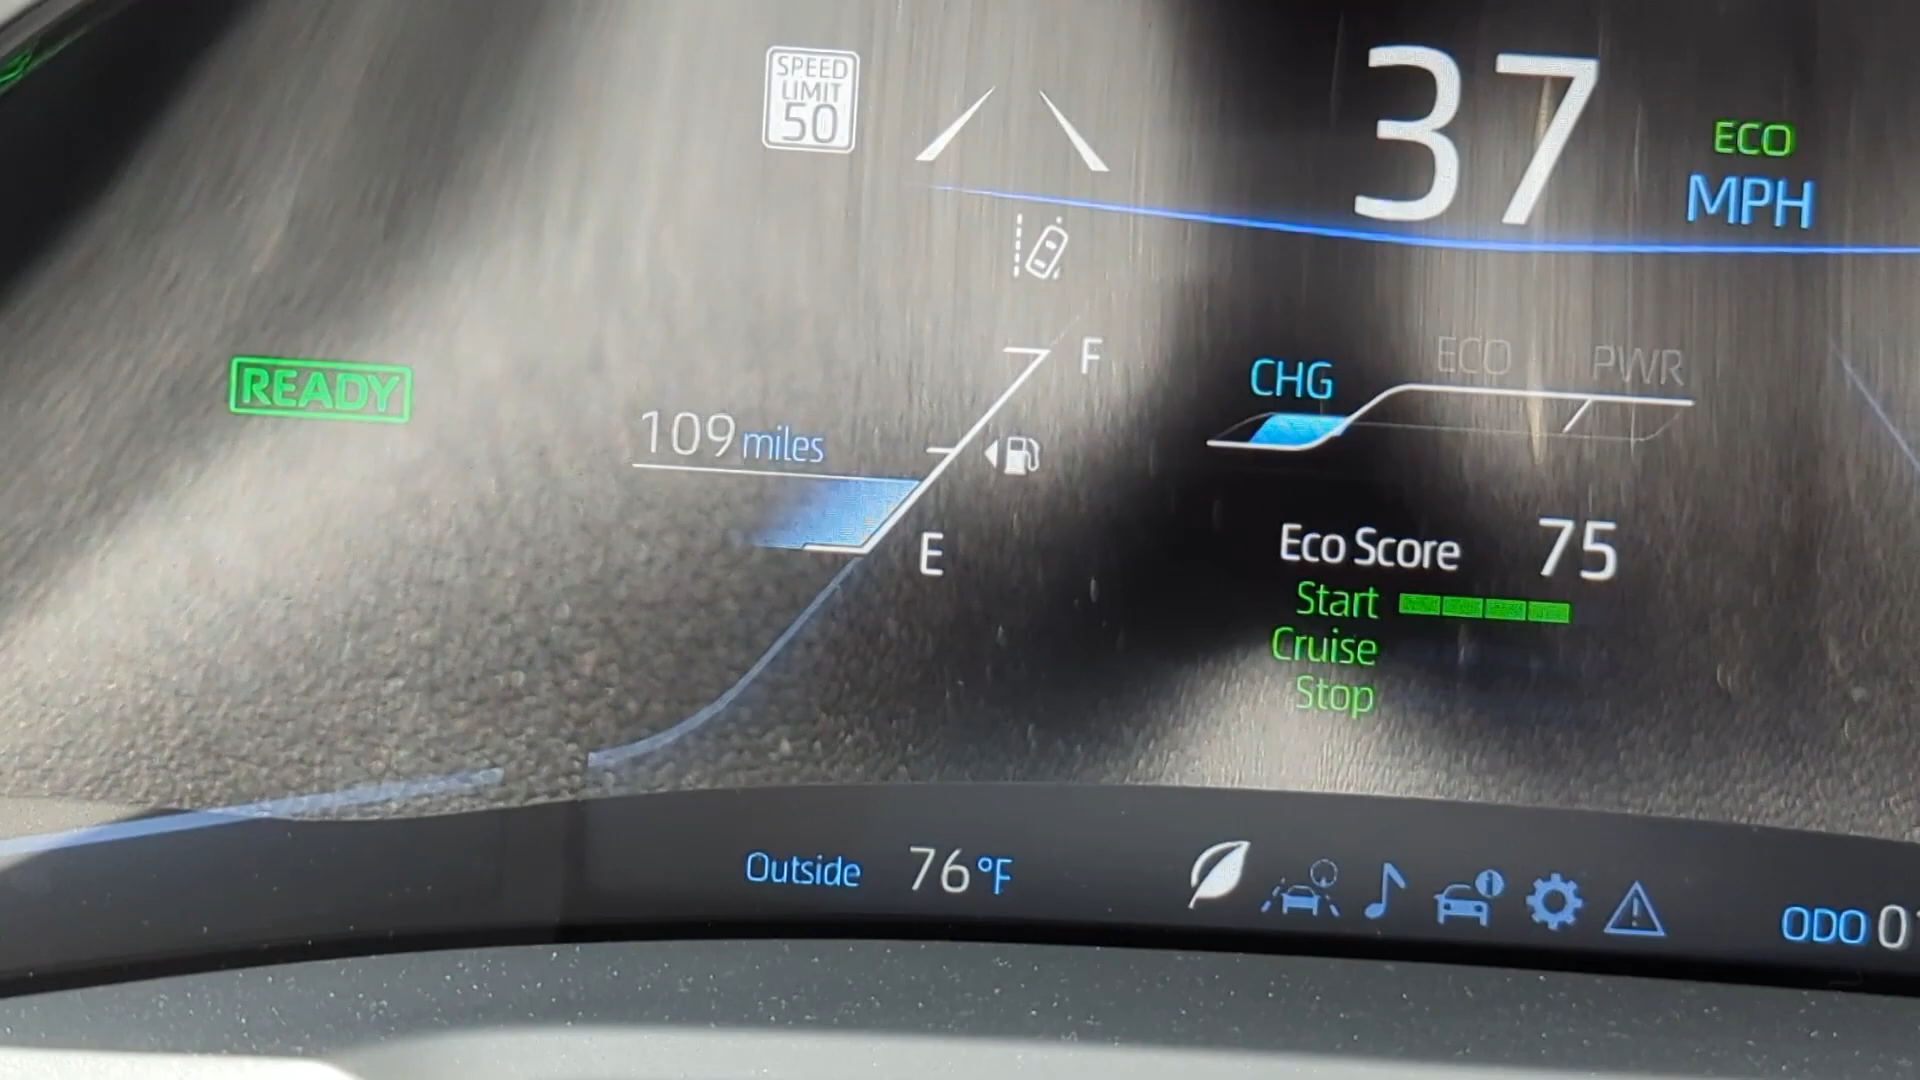 SPEED
LIMIT
50
37
ECO
MPH
READY
F
109 miles
E
CHG ECO PWR
Eco Score 75
Start
Cruise
Stop
Outside 76°F
ODO 0